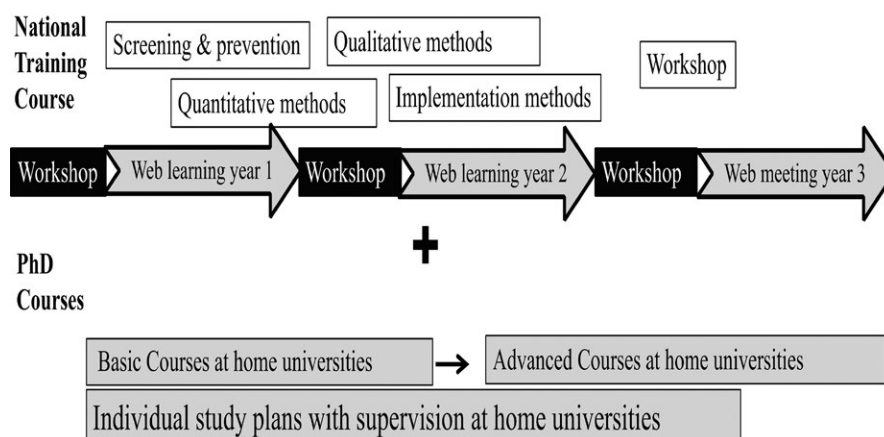 National
Training
Course
Screening & prevention
Qualitative methods
Workshop
Quantitative methods
Implementation methods
Workshop
Web learning year 1
Workshop
Web learning year 2
Workshop
Web meeting year 3
+
PhD
Courses
Basic Courses at home universities
Advanced Courses at home universities
Individual study plans with supervision at home universities